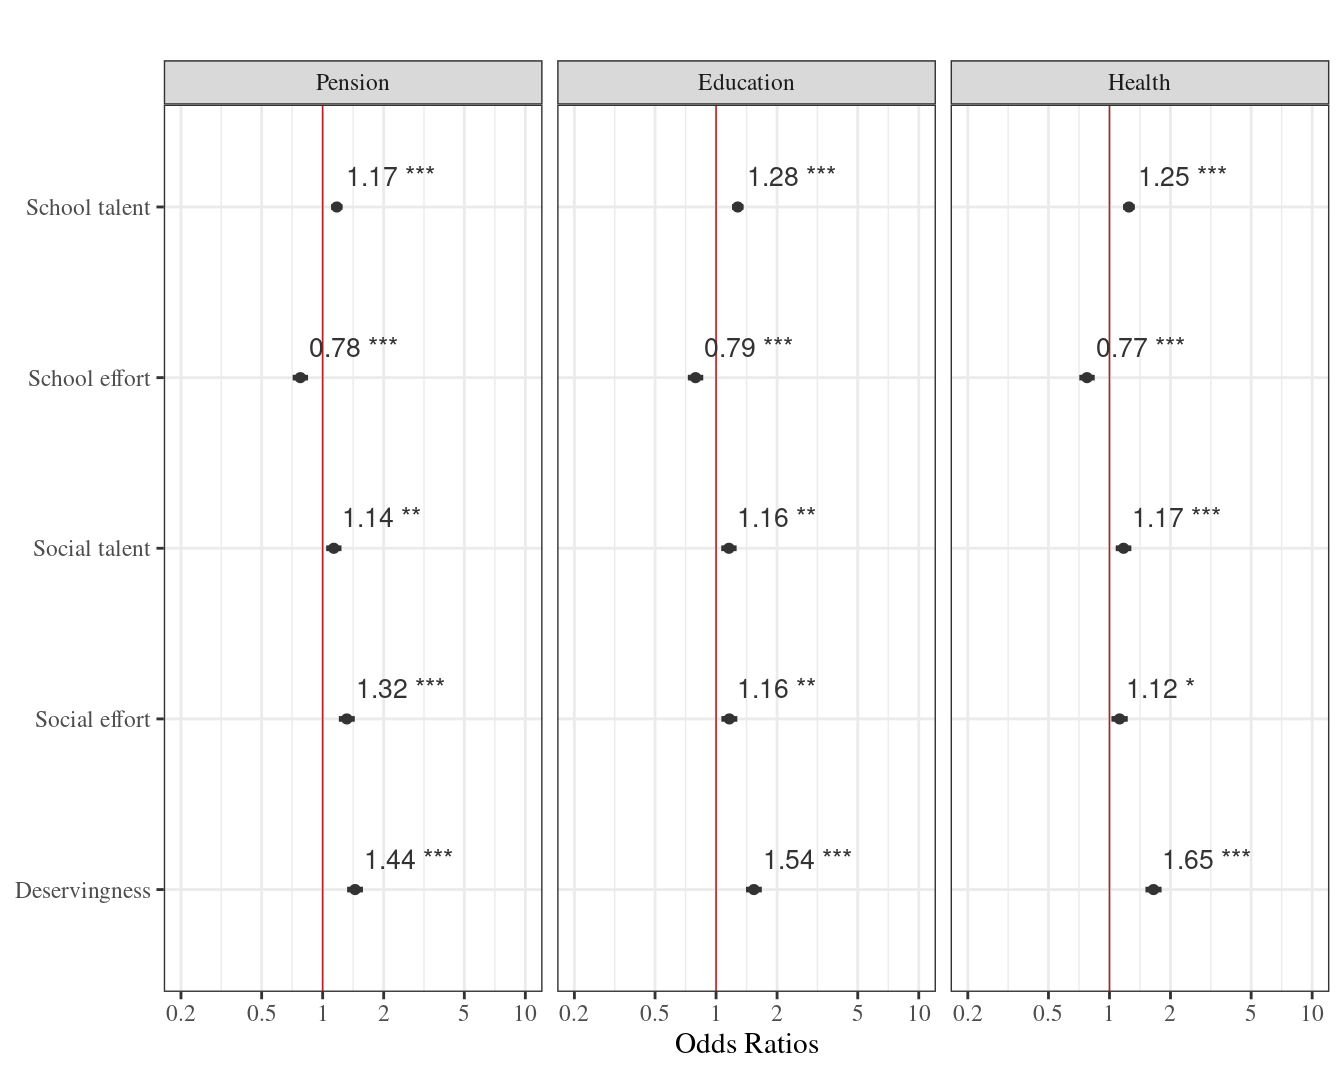 Pension Education Health
School talent 1.17 *** 1.28 *** 1.25 ***
School effort 0.78 *** 0.79 *** 0.77 ***
Social talent 1.14 ** 1.16 ** 1.17 ***
Social effort 1.32 *** 1.16 ** 1.12 *
Deservingness 1.44 *** 1.54 *** 1.65 ***
0.2 0.5 1 2 5 10 0.2 0.5 1 2 5 10 0.2 0.5 1 2 5 10
Odds Ratios